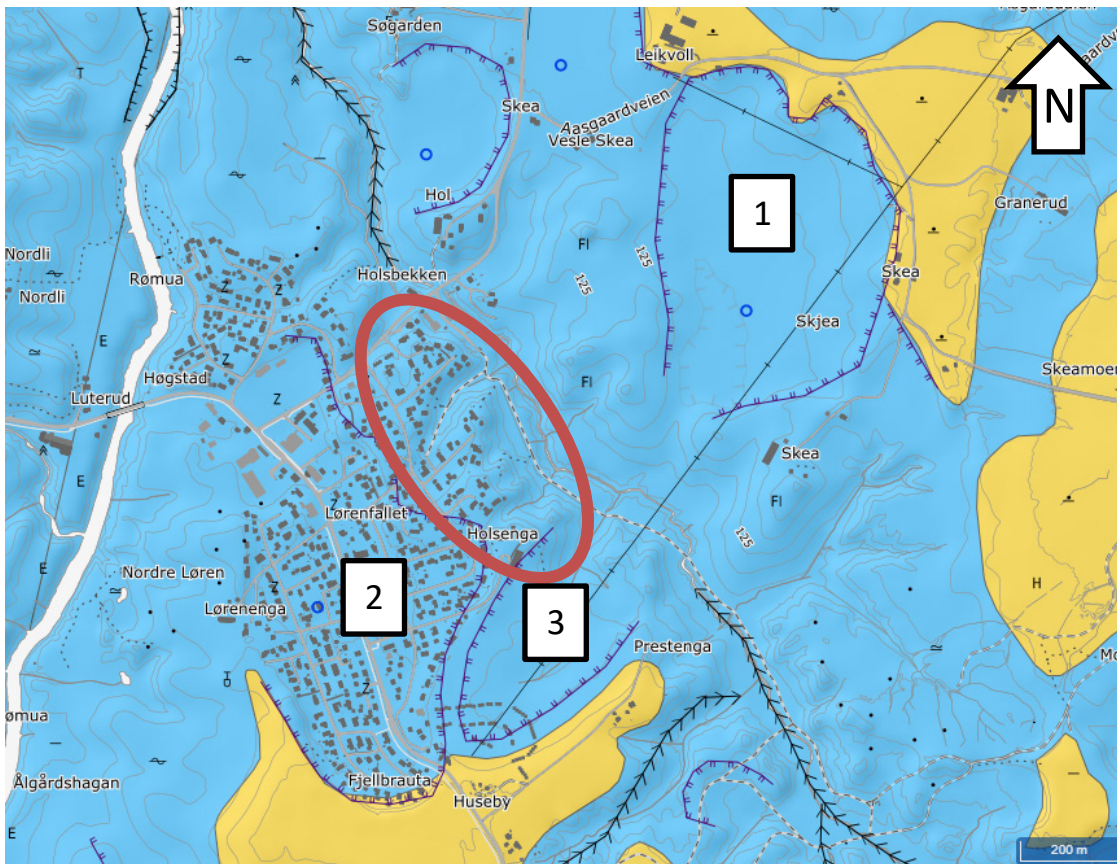 Søgarden
T
Leikvoll
N
Skea
Aasgaardveien
Vesle Skea
1
Hol
Granerud
Fl
125
Nordli
Rømua
Holsbekken
Skea
Z
Z
125
Nordli
Skjea
E
Z
Høgstad
Skeamoen
Luterud
Z
Fl
Skea
E
Fl
Z
Lørenfallet
Holsenga
125
E
Nordre Løren
Z
2
H
Lørenenga
3
Prestenga
Z
Ålgårdshagan
Fjellbrauta
Huseby
E
200 m